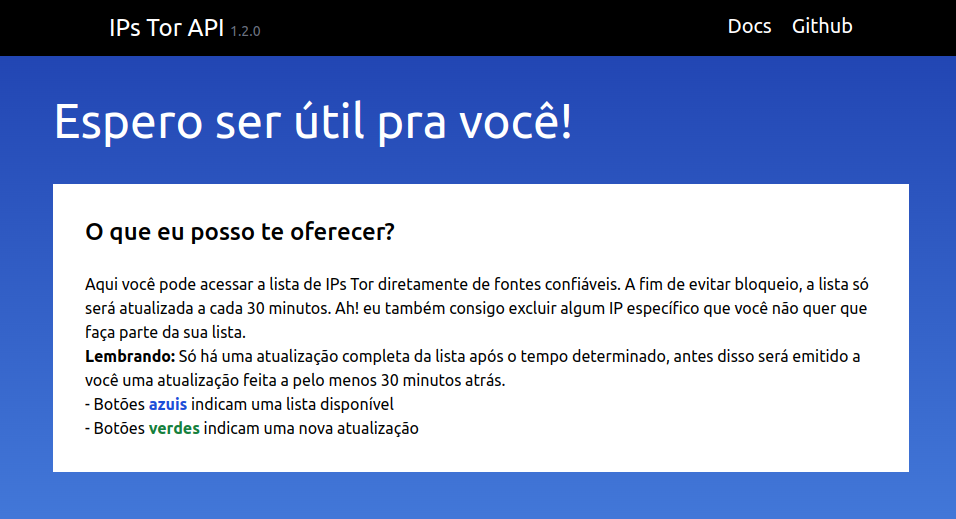 IPs Tor API 1.2.0
Docs Github
Espero ser útil pra você!
O que eu posso te oferecer?
Aqui você pode acessar a lista de IPs Tor diretamente de fontes confiáveis. A fim de evitar bloqueio, a lista só
será atualizada a cada 30 minutos. Ah! eu também consigo excluir algum IP específico que você não quer que
faça parte da sua lista.
Lembrando: Só há uma atualização completa da lista após o tempo determinado, antes disso será emitido a
você uma atualização feita a pelo menos 30 minutos atrás.
- Botões azuis indicam uma lista disponível
- Botões verdes indicam uma nova atualização